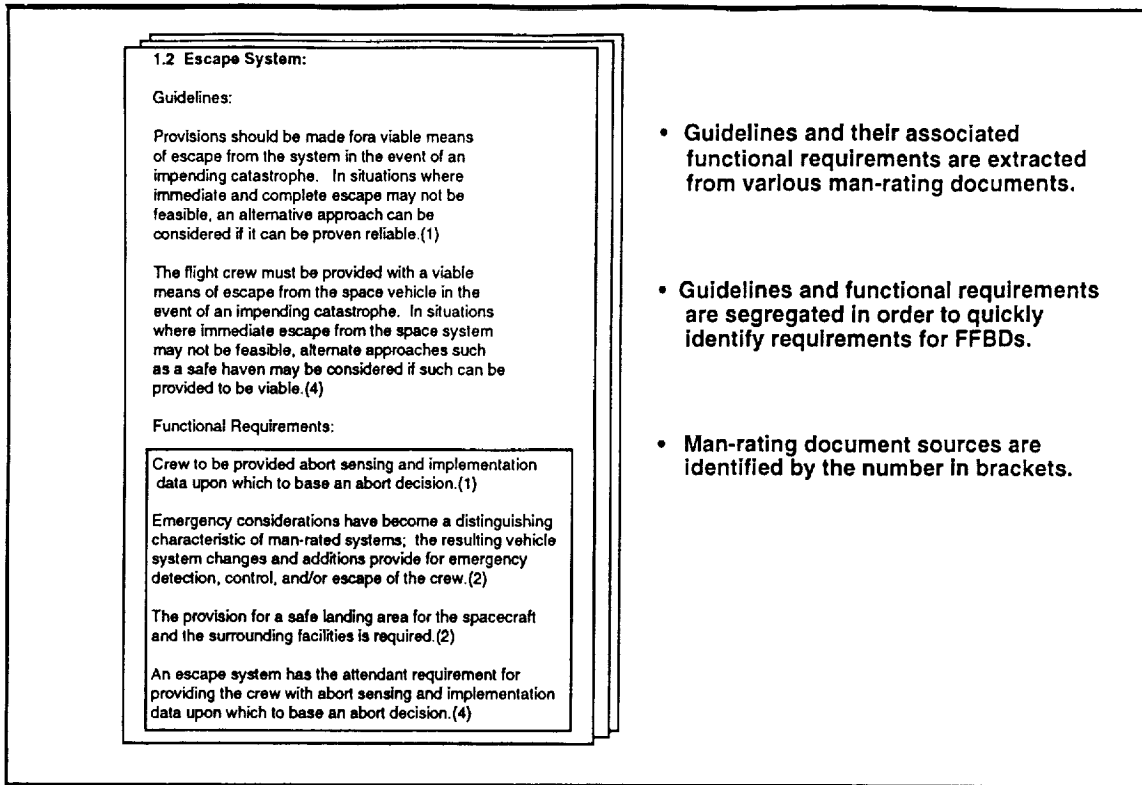 1.2 Escape System:
Guidelines:
Provisions should be made fora viable means
of escape from the system in the event of an
impending catastrophe. In situations where
immediate and complete escape may not be
feasible, an alternative approach can be
considered if it can be proven reliable.(1)
The flight crew must be provided with a viable
means of escape from the space vehicle in the
event of an impending catastrophe. In situations
where immediate escape from the space system
may not be feasible, alternate approaches such
as a safe haven may be considered if such can be
provided to be viable.(4)
Functional Requirements:
Crew to be provided abort sensing and implementation
data upon which to base an abort decision.(1)
Emergency considerations have become a distinguishing
characteristic of man-rated systems; the resulting vehicle
system changes and additions provide for emergency
detection, control, and/or escape of the crew.(2)
The provision for a safe landing area for the spacecraft
and the surrounding facilities is required.(2)
An escape system has the attendant requirement for
providing the crew with abort sensing and implementation
data upon which to base an abort decision.(4)
• Guidelines and their associated
functional requirements are extracted
from various man-rating documents.
• Guidelines and functional requirements
are segregated in order to quickly
identify requirements for FFBDs.
• Man-rating document sources are
identified by the number in brackets.